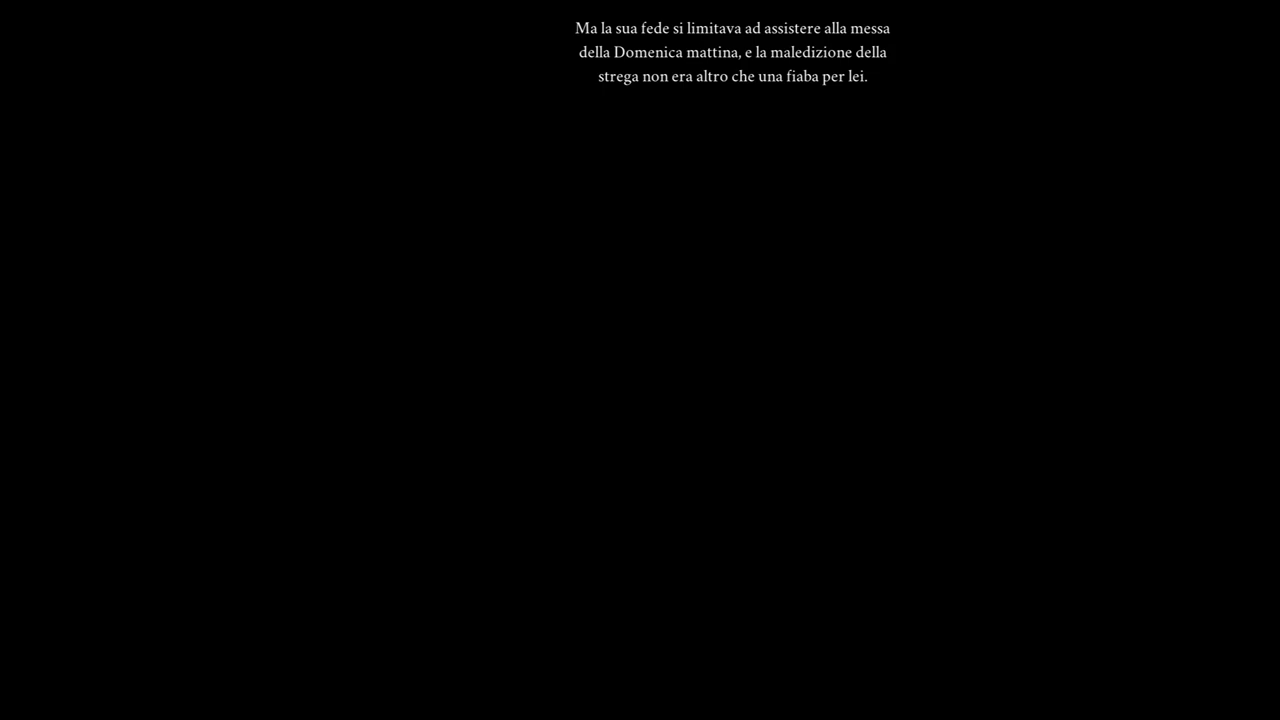 Ma la sua fede si limitava ad assistere alla messa
della Domenica mattina, e la maledizione della
strega non era altro che una fiaba per lei.